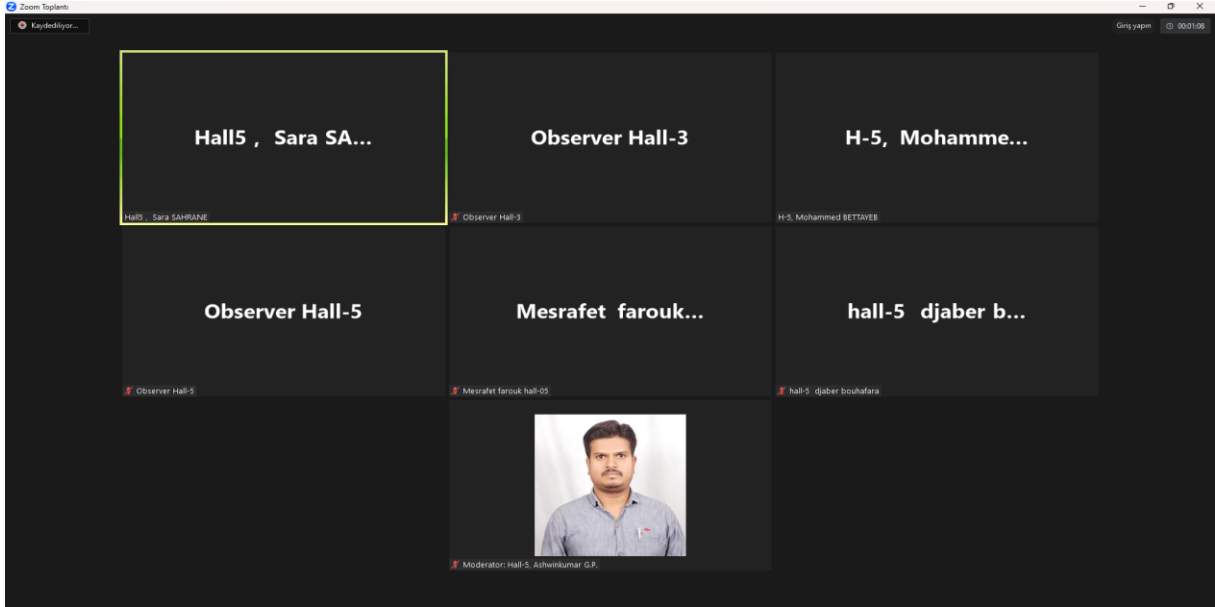 Zoom Toplantı
Kaydediliyor...
Giriş yapın
00:01:08
Hall5 , Sara SA...
Observer Hall-3
H-5, Mohamme...
Hall5 , Sara SAHRANE
Observer Hall-3
H-5, Mohammed BETTAYEB
Observer Hall-5
Mesrafet farouk...
hall-5 djaber b...
Observer Hall-5
Mesrafet farouk hall-05
hall-5 djaber bouhafara
Moderator: Hall-5, Ashwinkumar G.P.